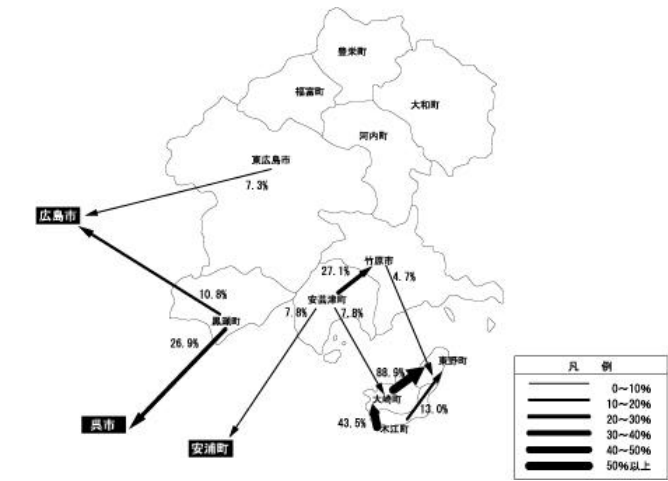 豊栄町
福富町
大和町
河内町
東広島市
7.3%
広島市
竹原市
27.1%
4.7%
10.8%
安芸津町
黒瀬町
7.8%
7.8%
26.9%
東野町
88.9%
大崎町
13.0%
43.5%
木江町
呉市
安浦町
凡 例
0～10%
10～20%
20～30%
30～40%
40～50%
50%以上